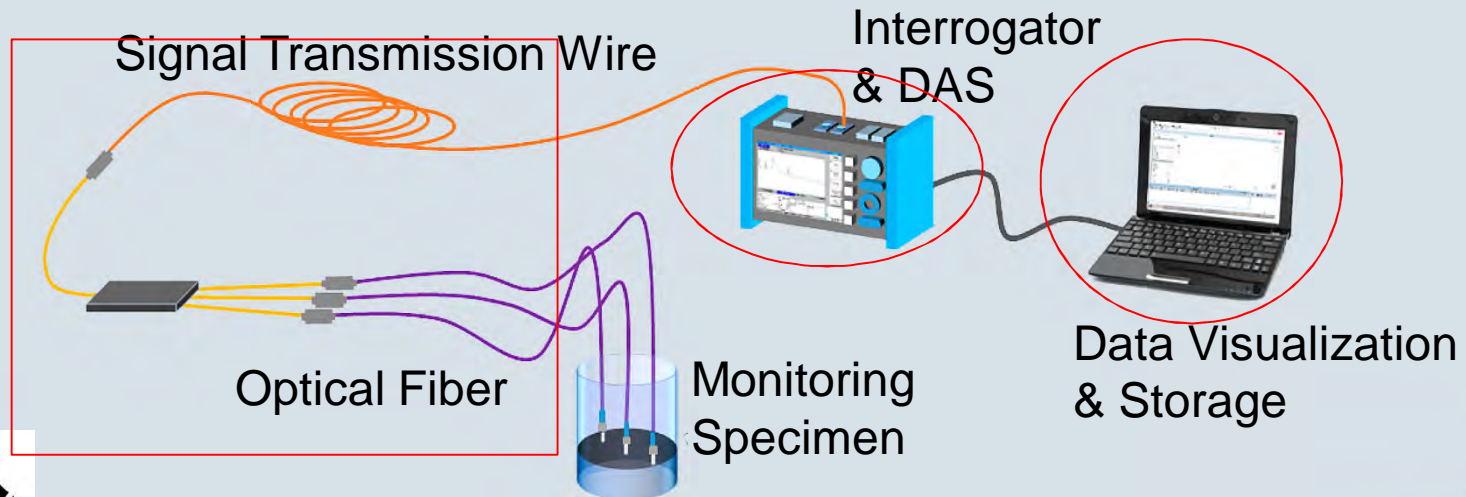 Signal Transmission Wire
Interrogator
& DAS
Optical Fiber
Monitoring
Specimen
Data Visualization
& Storage